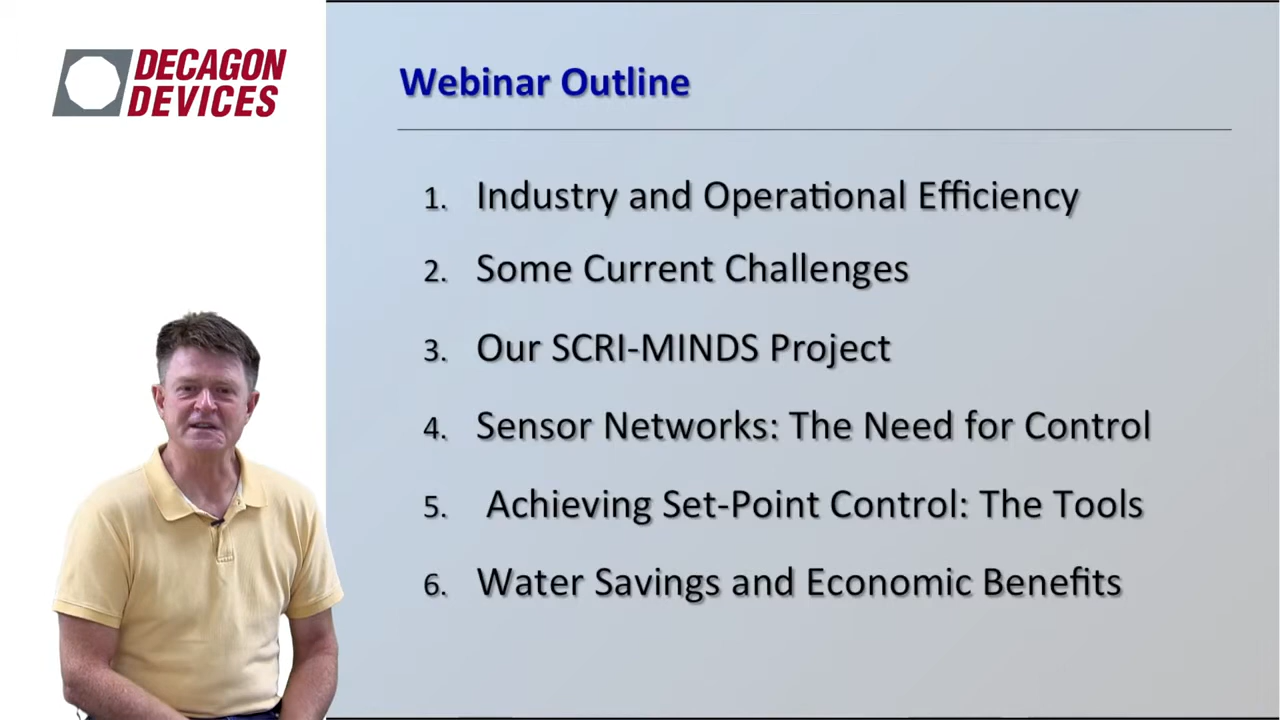 DECAGON
DEVICES
Webinar Outline
1. Industry and Operational Efficiency
2. Some Current Challenges
3. Our SCRI-MINDS Project
4. Sensor Networks: The Need for Control
5. Achieving Set-Point Control: The Tools
6. Water Savings and Economic Benefits